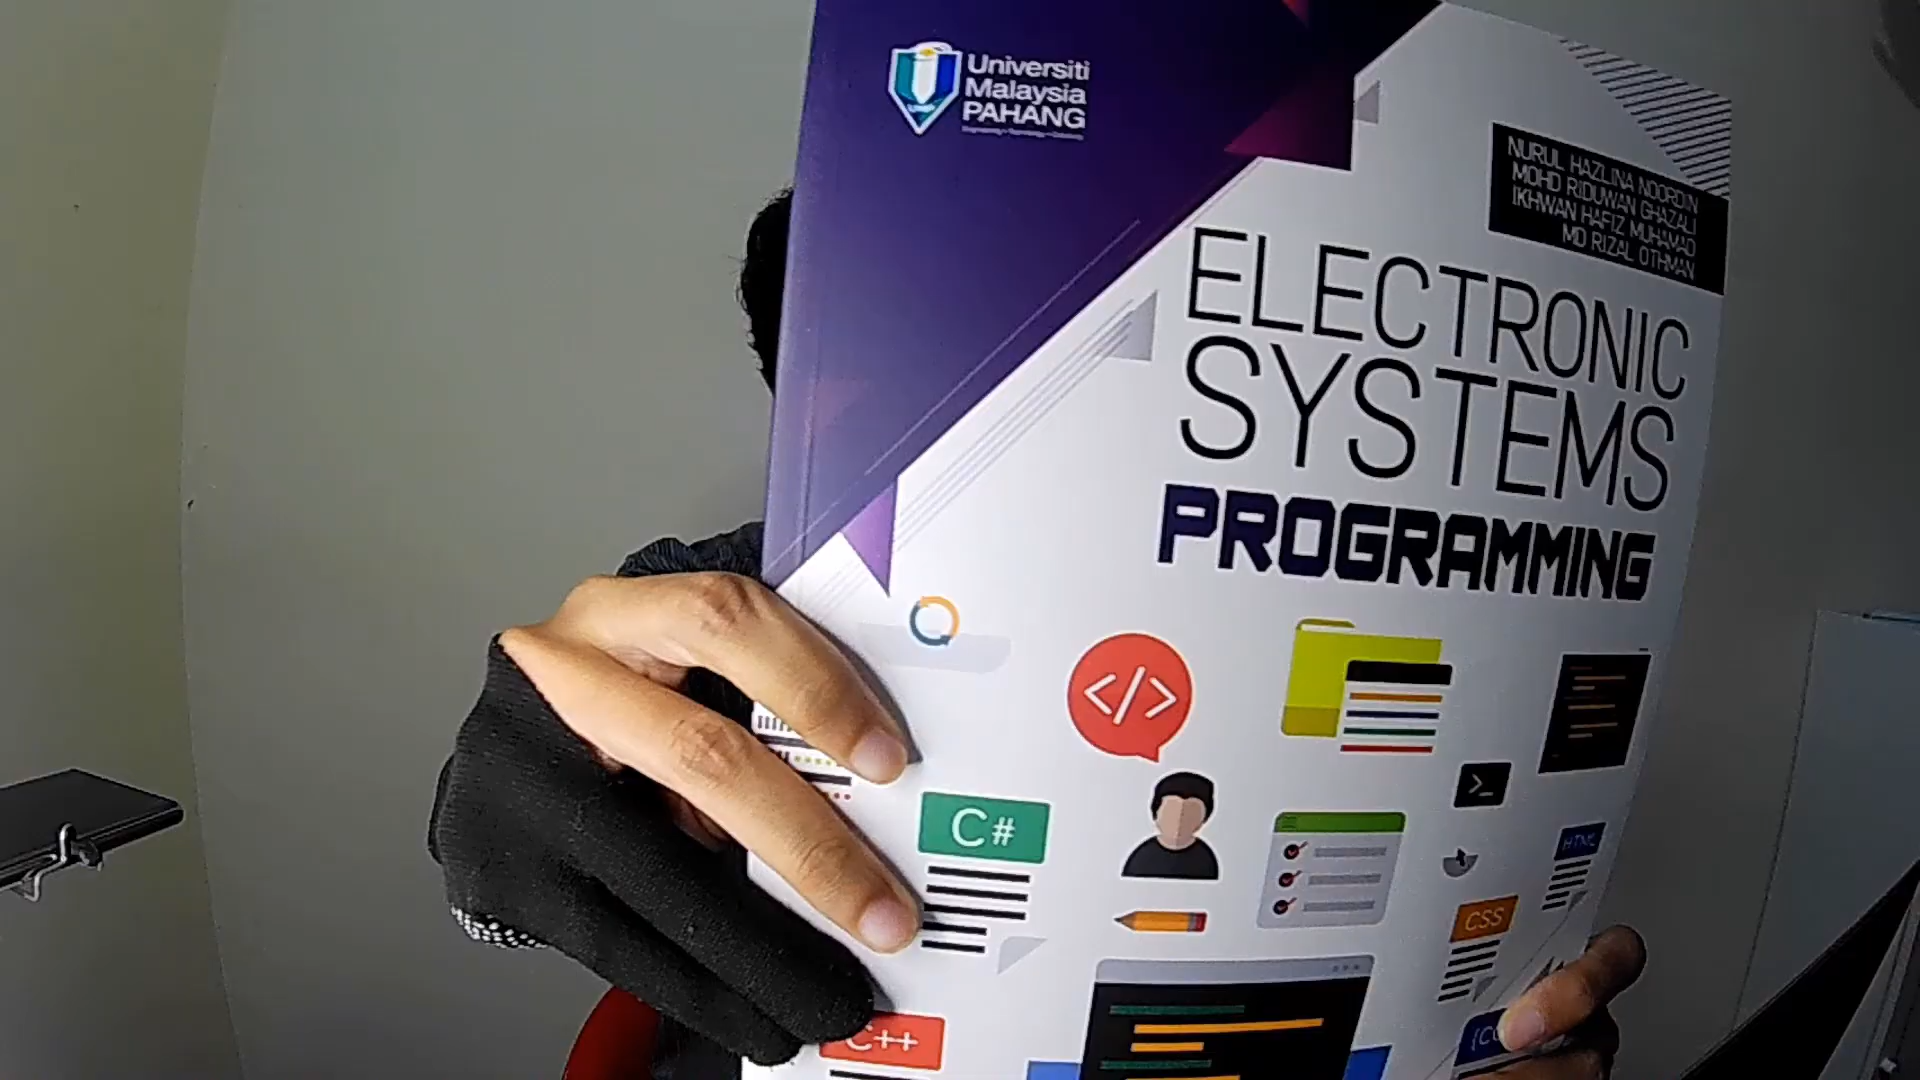 Universiti
Malaysia
PAHANG
NURUL HAZLINA NOORDIN
MOHD RIDUWAN GHAZALI
IKHWAN HAFIZ MUHAMAD
MD RIZAL OTHMAN
ELECTRONIC
SYSTEMS
PROGRAMMING
</>
>_
C#
HTML
CSS
C++